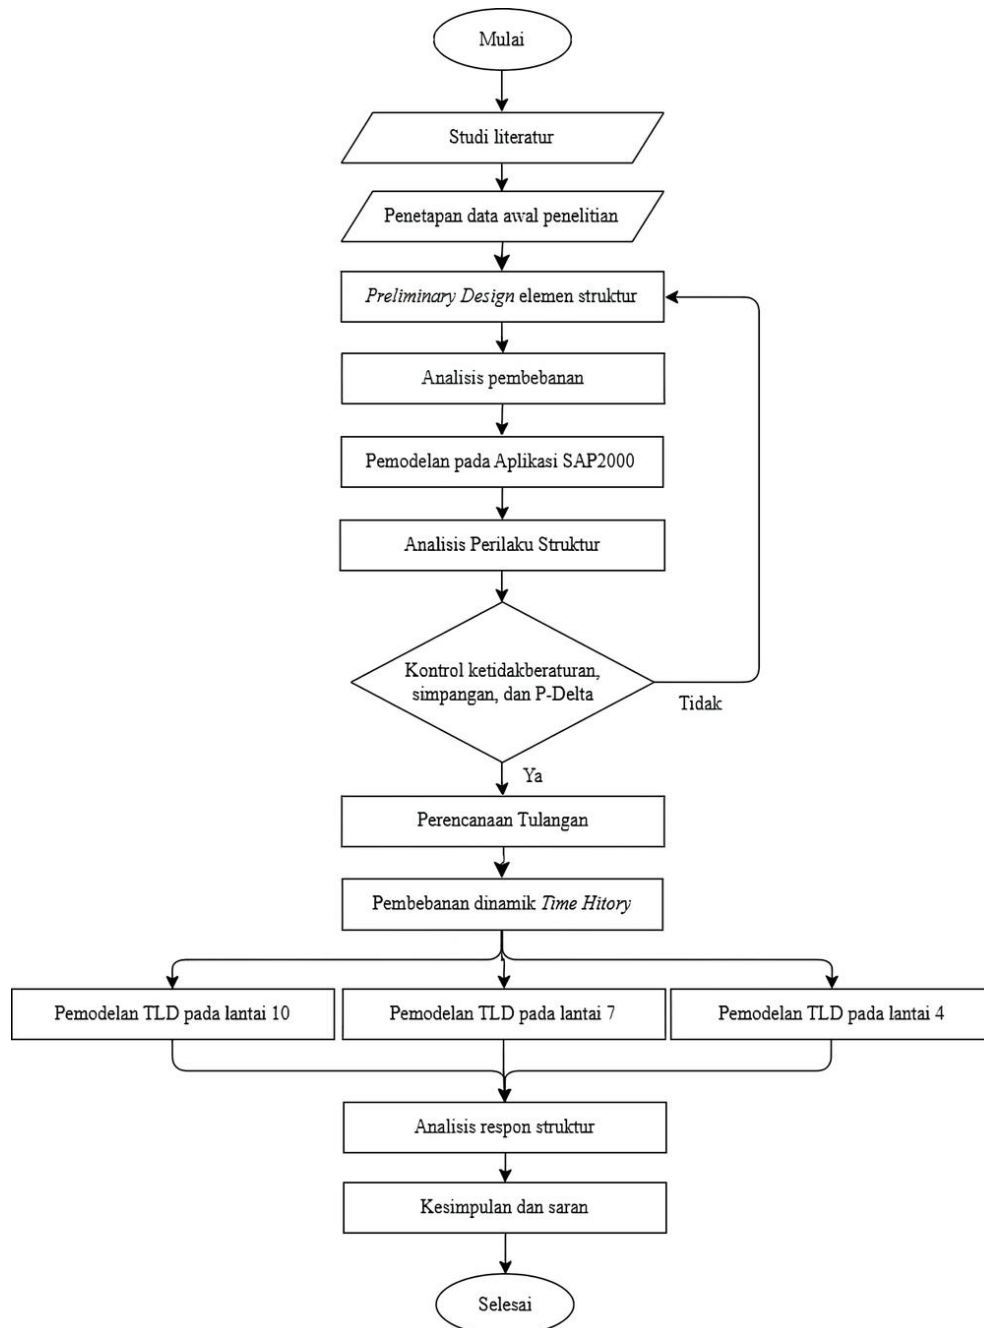 Mulai
Studi literatur
Penetapan data awal penelitian
Preliminary Design elemen struktur
Analisis pembebanan
Pemodelan pada Aplikasi SAP2000
Analisis Perilaku Struktur
Kontrol ketidakberaturan,
simpangan, dan P-Delta
Tidak
Ya
Perencanaan Tulangan
Pembebanan dinamik Time Hitory
Pemodelan TLD pada lantai 10
Pemodelan TLD pada lantai 7
Pemodelan TLD pada lantai 4
Analisis respon struktur
Kesimpulan dan saran
Selesai